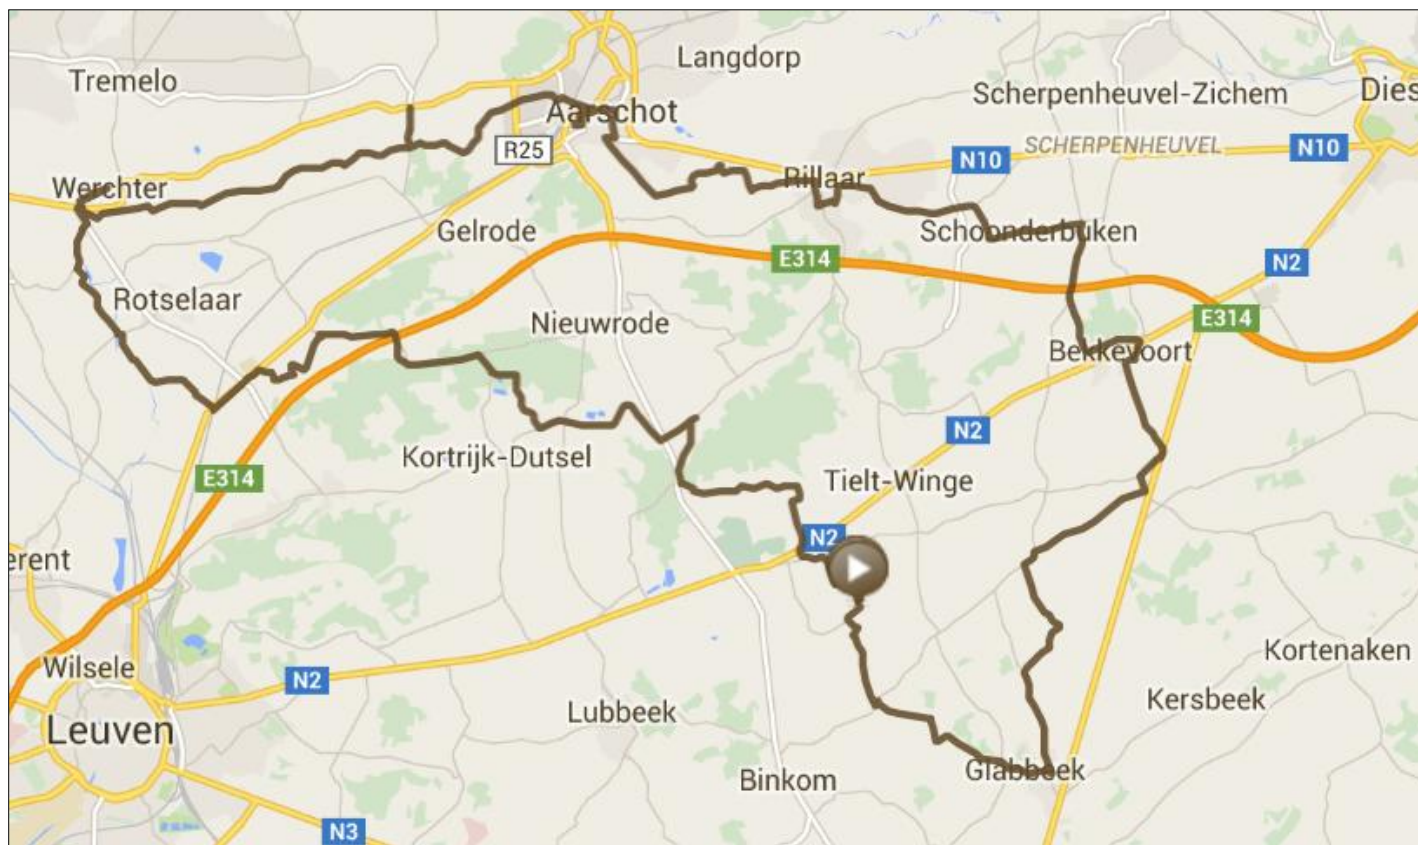 Langdorp
Tremelo
Scherpenheuvel-Zichem
Dies
Aarschot
R25
N10
SCHERPENHEUVEL
N10
Werchter
Rillaar
Gelrode
Schoonderbuken
E314
N2
Rotselaar
Nieuwrode
E314
Bekkevoort
N2
Kortrijk-Dutsel
E314
Tielt-Winge
N2
erent
Kortenaken
Wilsele
N2
Kersbeek
Lubbeek
Leuven
Glabbeek
Binkom
N3